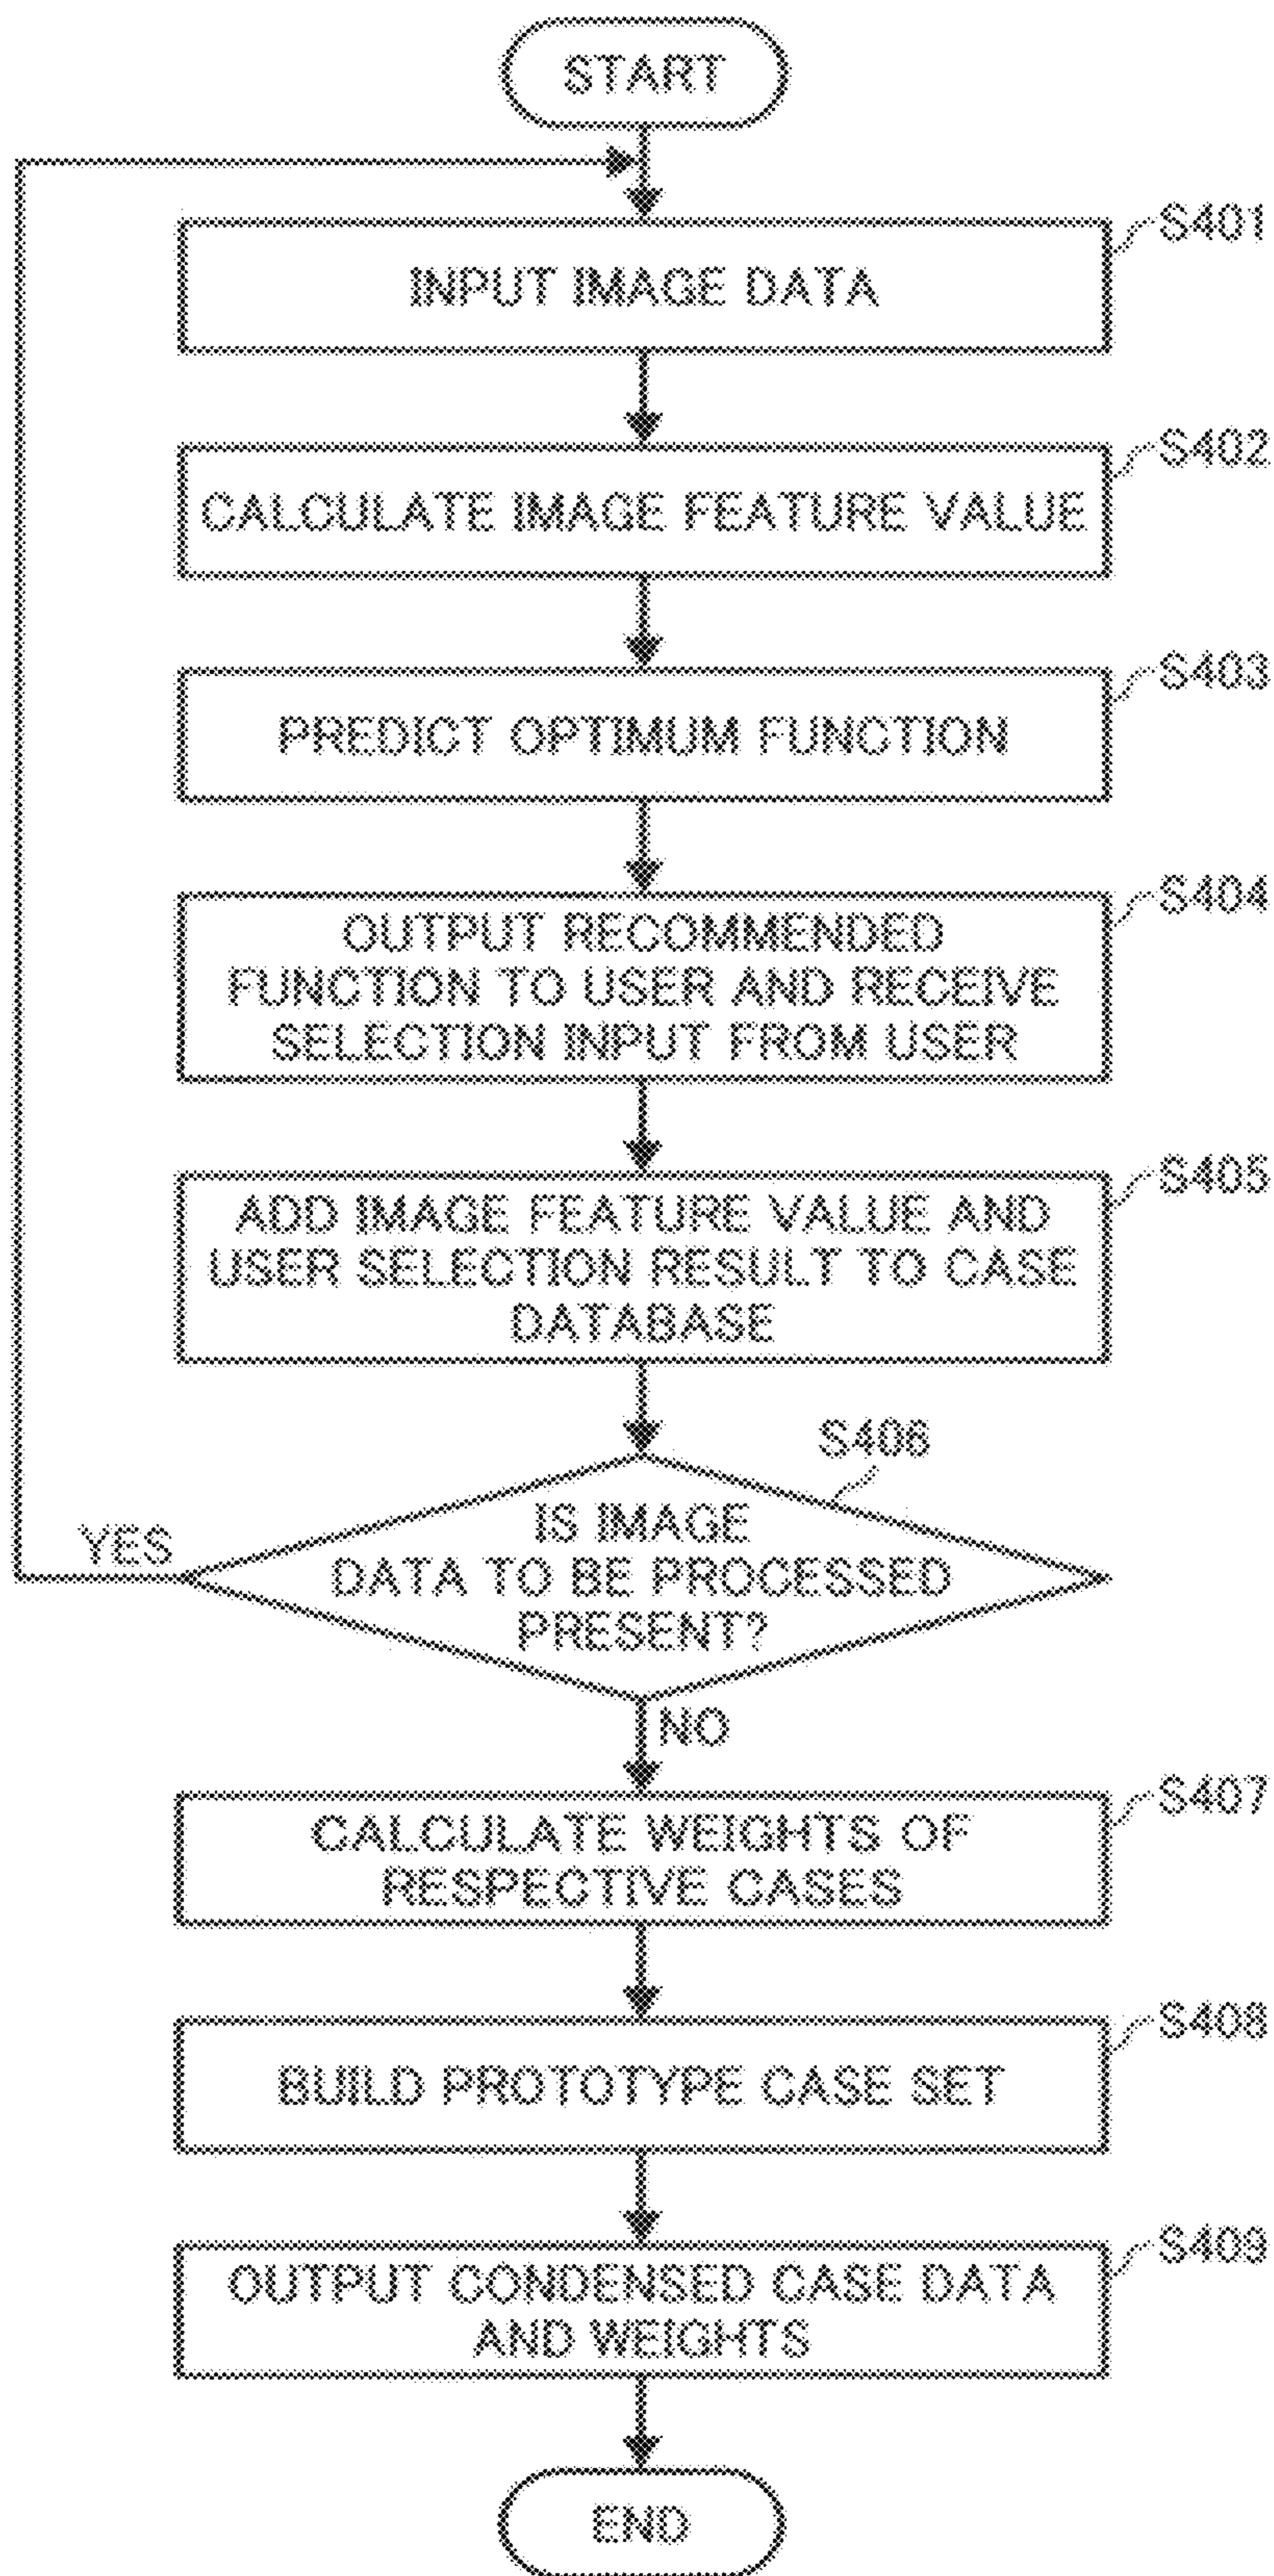 START
S401
INPUT IMAGE DATA
S402
CALCULATE IMAGE FEATURE VALUE
S403
PREDICT OPTIMUM FUNCTION
S404
OUTPUT RECOMMENDED
FUNCTION TO USER AND RECEIVE
SELECTION INPUT FROM USER
S405
ADD IMAGE FEATURE VALUE AND
USER SELECTION RESULT TO CASE
DATABASE
S406
IS IMAGE
DATA TO BE PROCESSED
PRESENT?
YES
NO
S407
CALCULATE WEIGHTS OF
RESPECTIVE CASES
S408
BUILD PROTOTYPE CASE SET
S409
OUTPUT CONDENSED CASE DATA
AND WEIGHTS
END